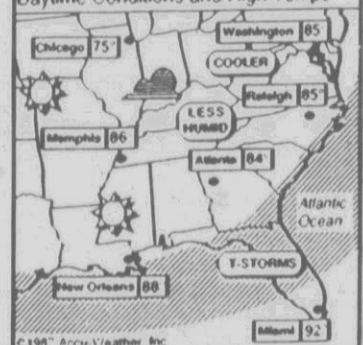 Daytime Conditions and High Temps
Washington 85°
Chicago 75°
COOLER
Raleigh 85°
LESS
HUMID
Memphis 86
Atlanta 84°
Atlantic
Ocean
T-STORMS
New Orleans 88
Miami 92
© 1987 Accu-Weather, Inc.